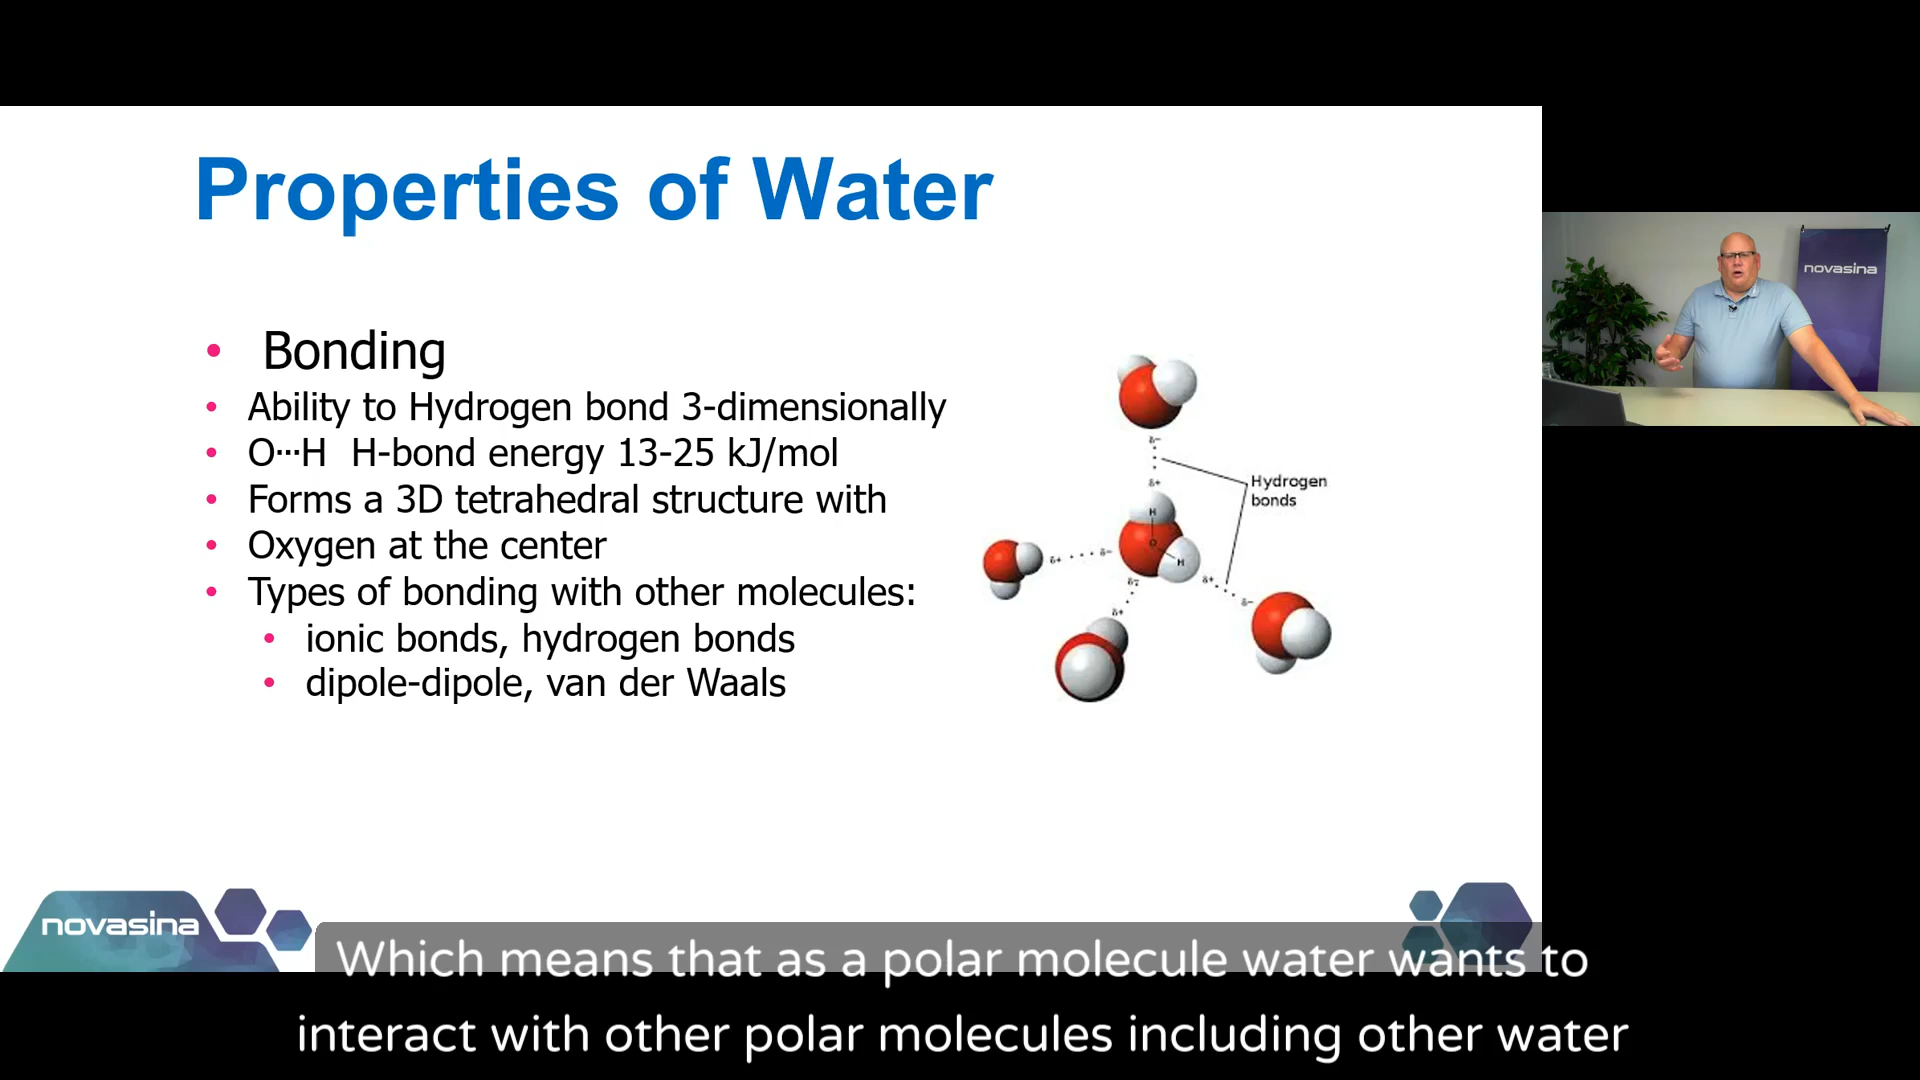 Properties of Water
• Bonding
• Ability to Hydrogen bond 3-dimensionally
• O···H H-bond energy 13-25 kJ/mol
• Forms a 3D tetrahedral structure with
• Oxygen at the center
• Types of bonding with other molecules:
• ionic bonds, hydrogen bonds
• dipole-dipole, van der Waals
δ−
δ+
Hydrogen
bonds
H
O
H
δ+
δ−
δ−
δ+
δ+
δ−
novasina
novasina
Which means that as a polar molecule water wants to
interact with other polar molecules including other water